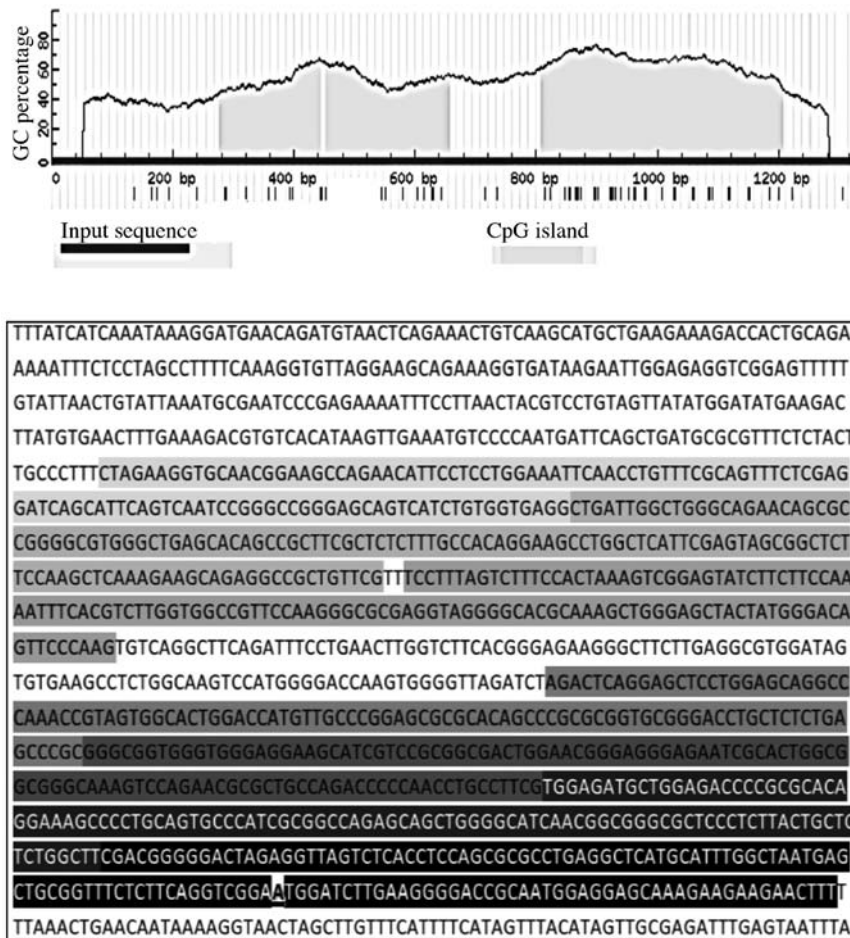 80
60
40
20
0
GC percentage
0 200 bp 400 bp 600 bp 800 bp 1000 bp 1200 bp
Input sequence CpG island
TTTATCATCAAATAAAGGATGAACAGATGTAACTCAGAAACTGTCAAGCATGCTGAAGAAAGACCACTGCAGA
AAAATTTCTCCTAGCCTTTTCAAAGGTGTTAGGAAGCAGAAAGGTGATAAGAATTGGAGAGGTCGGAGTTTTT
GTATTAACTGTATTAAATGCGAATCCCGAGAAAATTTCCTTAACTACGTCCTGTAGTTATATGGATATGAAGAC
TTATGTGAACTTTGAAAGACGTGTCACATAAGTTGAAATGTCCCCAATGATTCAGCTGATGCGCGTTTCTCTACT
TGCCCTTTCTAGAAGGTGCAACGGAAGCCAGAACATTCCTCCTGGAAATTCAACCTGTTTCGCAGTTTCTCGAG
GATCAGCATTCAGTCAATCCGGGCCGGGAGCAGTCATCTGTGGTGAGGCTGATTGGCTGGGCAGAACAGCGC
CGGGGCGTGGGCTGAGCACAGCCGCTTCGCTCTCTTTGCCACAGGAAGCCTGGCTCATTCGAGTAGCGGCTCT
TCCAAGCTCAAAGAAGCAGAGGCCGCTGTTCGTTTCCTTTAGTCTTTCCACTAAAGTCGGAGTATCTTCTTCCAA
AATTTCACGTCTTGGTGGCCGTTCCAAGGGCGCGAGGTAGGGGCACGCAAAGCTGGGAGCTACTATGGGACA
GTTCCCAAGTGTCAGGCTTCAGATTTCCTGAACTTGGTCTTCACGGGAGAAGGGCTTCTTGAGGCGTGGATAG
TGTGAAGCCTCTGGCAAGTCCATGGGGACCAAGTGGGGTTAGATCTAGACTCAGGAGCTCCTGGAGCAGGCC
CAAACCGTAGTGGCACTGGACCATGTTGCCCGGAGCGCGCACAGCCCGCGCGGTGCGGGACCTGCTCTCTGA
GCCCGCGGGCGGTGGGTGGGAGGAAGCATCGTCCGCGGCGACTGGAACGGGAGGGAGAATCGCACTGGCG
GCGGGCAAAGTCCAGAACGCGCTGCCAGACCCCCAACCTGCCTTCGTGGAGATGCTGGAGACCCCGCGCACA
GGAAAGCCCCTGCAGTGCCCATCGCGGCCAGAGCAGCTGGGGCATCAACGGCGGGCGCTCCCTCTTACTGCTC
TCTGGCTTCGACGGGGGACTAGAGGTTAGTCTCACCTCCAGCGCGCCTGAGGCTCATGCATTTGGCTAATGAG
CTGCGGTTTCTCTTCAGGTCGGAATGGATCTTGAAGGGGACCGCAATGGAGGAGCAAAGAAGAAGAACTTTT
TTAAACTGAACAATAAAAGGTAACTAGCTTGTTTCATTTTCATAGTTTACATAGTTGCGAGATTTGAGTAATTTA